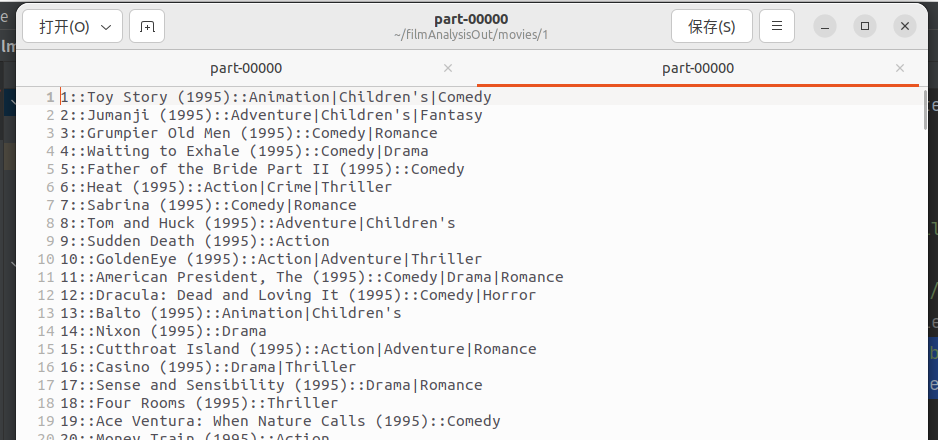 打开(O)
part-00000
~/filmAnalysisOut/movies/1
保存(S)
part-00000
part-00000
1 1::Toy Story (1995)::Animation|Children's|Comedy
2 2::Jumanji (1995)::Adventure|Children's|Fantasy
3 3::Grumpier Old Men (1995)::Comedy|Romance
4 4::Waiting to Exhale (1995)::Comedy|Drama
5 5::Father of the Bride Part II (1995)::Comedy
6 6::Heat (1995)::Action|Crime|Thriller
7 7::Sabrina (1995)::Comedy|Romance
8 8::Tom and Huck (1995)::Adventure|Children's
9 9::Sudden Death (1995)::Action
10 10::GoldenEye (1995)::Action|Adventure|Thriller
11 11::American President, The (1995)::Comedy|Drama|Romance
12 12::Dracula: Dead and Loving It (1995)::Comedy|Horror
13 13::Balto (1995)::Animation|Children's
14 14::Nixon (1995)::Drama
15 15::Cutthroat Island (1995)::Action|Adventure|Romance
16 16::Casino (1995)::Drama|Thriller
17 17::Sense and Sensibility (1995)::Drama|Romance
18 18::Four Rooms (1995)::Thriller
19 19::Ace Ventura: When Nature Calls (1995)::Comedy
20 20::Money Train (1995)::Action